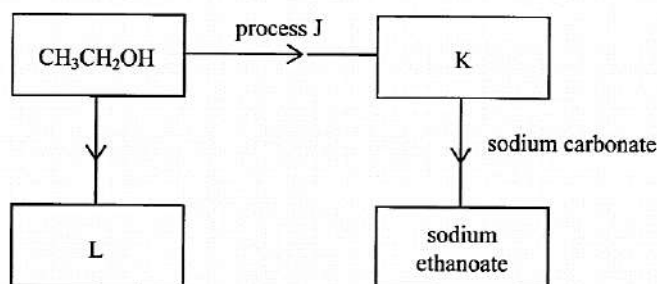 process J
CH₃CH₂OH
K
sodium carbonate
L
sodium
ethanoate